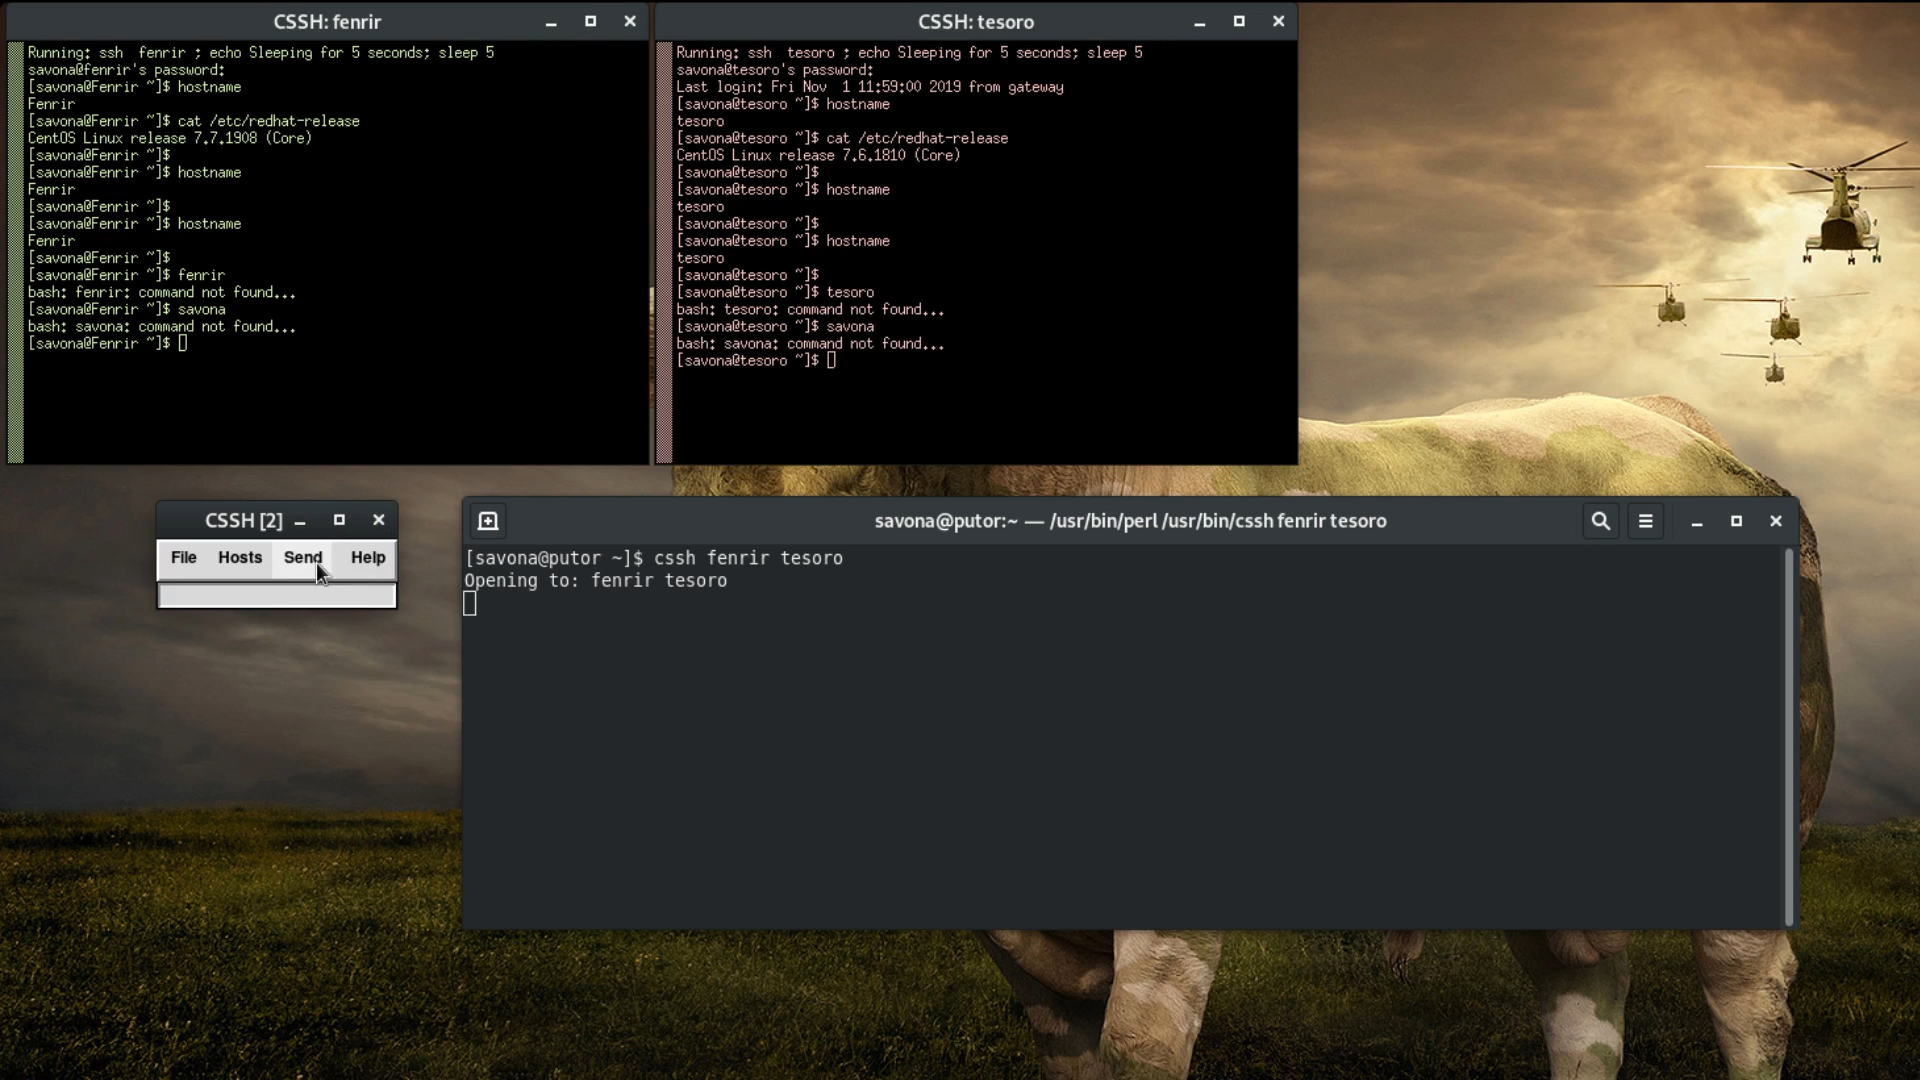 CSSH: fenrir
Running: ssh  fenrir ; echo Sleeping for 5 seconds; sleep 5
savona@fenrir's password:
[savona@Fenrir ~]$ hostname
Fenrir
[savona@Fenrir ~]$ cat /etc/redhat-release
CentOS Linux release 7.7.1908 (Core)
[savona@Fenrir ~]$
[savona@Fenrir ~]$ hostname
Fenrir
[savona@Fenrir ~]$
[savona@Fenrir ~]$ hostname
Fenrir
[savona@Fenrir ~]$
[savona@Fenrir ~]$ fenrir
bash: fenrir: command not found...
[savona@Fenrir ~]$ savona
bash: savona: command not found...
[savona@Fenrir ~]$
CSSH: tesoro
Running: ssh  tesoro ; echo Sleeping for 5 seconds; sleep 5
savona@tesoro's password:
Last login: Fri Nov  1 11:59:00 2019 from gateway
[savona@tesoro ~]$ hostname
tesoro
[savona@tesoro ~]$ cat /etc/redhat-release
CentOS Linux release 7.6.1810 (Core)
[savona@tesoro ~]$
[savona@tesoro ~]$ hostname
tesoro
[savona@tesoro ~]$
[savona@tesoro ~]$ hostname
tesoro
[savona@tesoro ~]$
[savona@tesoro ~]$ tesoro
bash: tesoro: command not found...
[savona@tesoro ~]$ savona
bash: savona: command not found...
[savona@tesoro ~]$
CSSH [2]
File Hosts Send Help
savona@putor:~ — /usr/bin/perl /usr/bin/cssh fenrir tesoro
[savona@putor ~]$ cssh fenrir tesoro
Opening to: fenrir tesoro